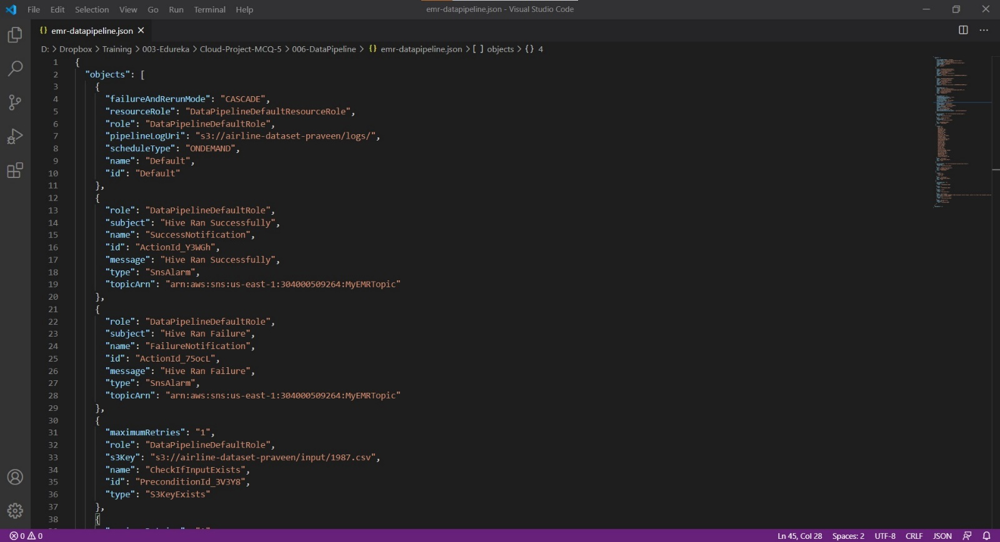 File Edit Selection View Go Run Terminal Help
emr-datapipeline.json - Visual Studio Code
{} emr-datapipeline.json
D: > Dropbox > Training > 003-Edureka > Cloud-Project-MCQ-5 > 006-DataPipeline > {} emr-datapipeline.json > [ ] objects > {} 4
1 {
2 "objects": [
3 {
4 "failureAndRerunMode": "CASCADE",
5 "resourceRole": "DataPipelineDefaultResourceRole",
6 "role": "DataPipelineDefaultRole",
7 "pipelineLogUri": "s3://airline-dataset-praveen/logs/",
8 "scheduleType": "ONDEMAND",
9 "name": "Default",
10 "id": "Default"
11 },
12 {
13 "role": "DataPipelineDefaultRole",
14 "subject": "Hive Ran Successfully",
15 "name": "SuccessNotification",
16 "id": "ActionId_Y3WGh",
17 "message": "Hive Ran Successfully",
18 "type": "SnsAlarm",
19 "topicArn": "arn:aws:sns:us-east-1:304000509264:MyEMRTopic"
20 },
21 {
22 "role": "DataPipelineDefaultRole",
23 "subject": "Hive Ran Failure",
24 "name": "FailureNotification",
25 "id": "ActionId_75ocL",
26 "message": "Hive Ran Failure",
27 "type": "SnsAlarm",
28 "topicArn": "arn:aws:sns:us-east-1:304000509264:MyEMRTopic"
29 },
30 {
31 "maximumRetries": "1",
32 "role": "DataPipelineDefaultRole",
33 "s3Key": "s3://airline-dataset-praveen/input/1987.csv",
34 "name": "CheckIfInputExists",
35 "id": "PreconditionId_3V3Y8",
36 "type": "S3KeyExists"
37 },
38 {
0 0
Ln 45, Col 28 Spaces: 2 UTF-8 CRLF JSON